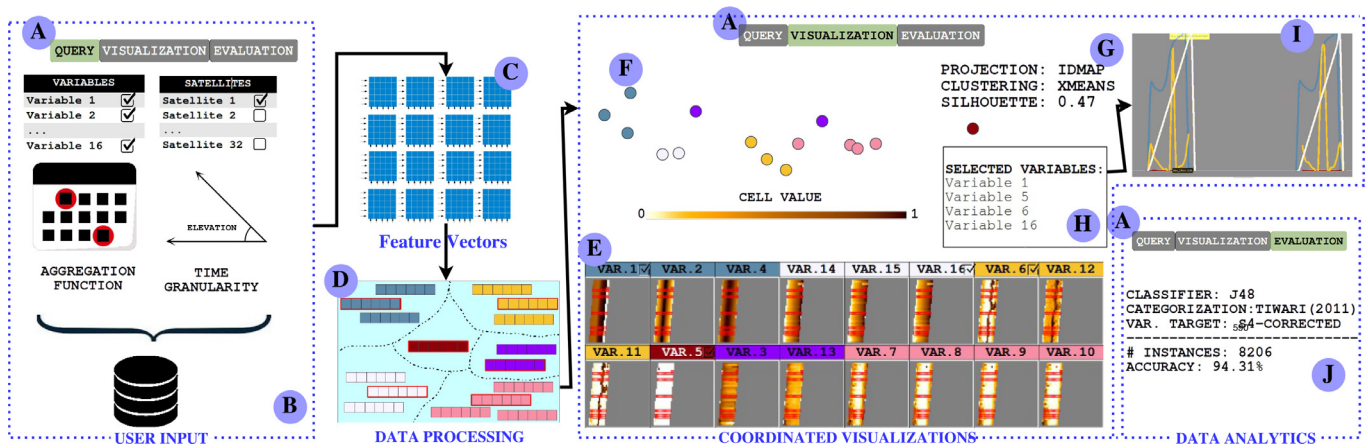 A
QUERY VISUALIZATION EVALUATION
VARIABLES
Variable 1
Variable 2
...
Variable 16
SATELLITES
Satellite 1
Satellite 2
...
Satellite 32
ELEVATION
AGGREGATION
FUNCTION
TIME
GRANULARITY
B
USER INPUT
C
Feature Vectors
D
DATA PROCESSING
A
QUERY VISUALIZATION EVALUATION
F
PROJECTION: IDMAP
CLUSTERING: XMEANS
SILHOUETTE: 0.47
G
I
CELL VALUE
0 1
SELECTED VARIABLES:
Variable 1
Variable 5
Variable 6
Variable 16
H
E
VAR.1 VAR.2 VAR.4 VAR.14 VAR.15 VAR.16 VAR.6 VAR.12
VAR.11 VAR.5 VAR.3 VAR.13 VAR.7 VAR.8 VAR.9 VAR.10
COORDINATED VISUALIZATIONS
A
QUERY VISUALIZATION EVALUATION
CLASSIFIER: J48
CATEGORIZATION:TIWARI(2011)
VAR. TARGET: S4-CORRECTED
# INSTANCES: 8206
ACCURACY: 94.31%
J
DATA ANALYTICS